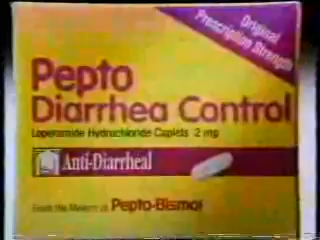 Original
Prescription Strength
Pepto
Diarrhea Control
Loperamide Hydrochloride Caplets 2 mg
Anti-Diarrheal
From the Makers of Pepto-Bismol